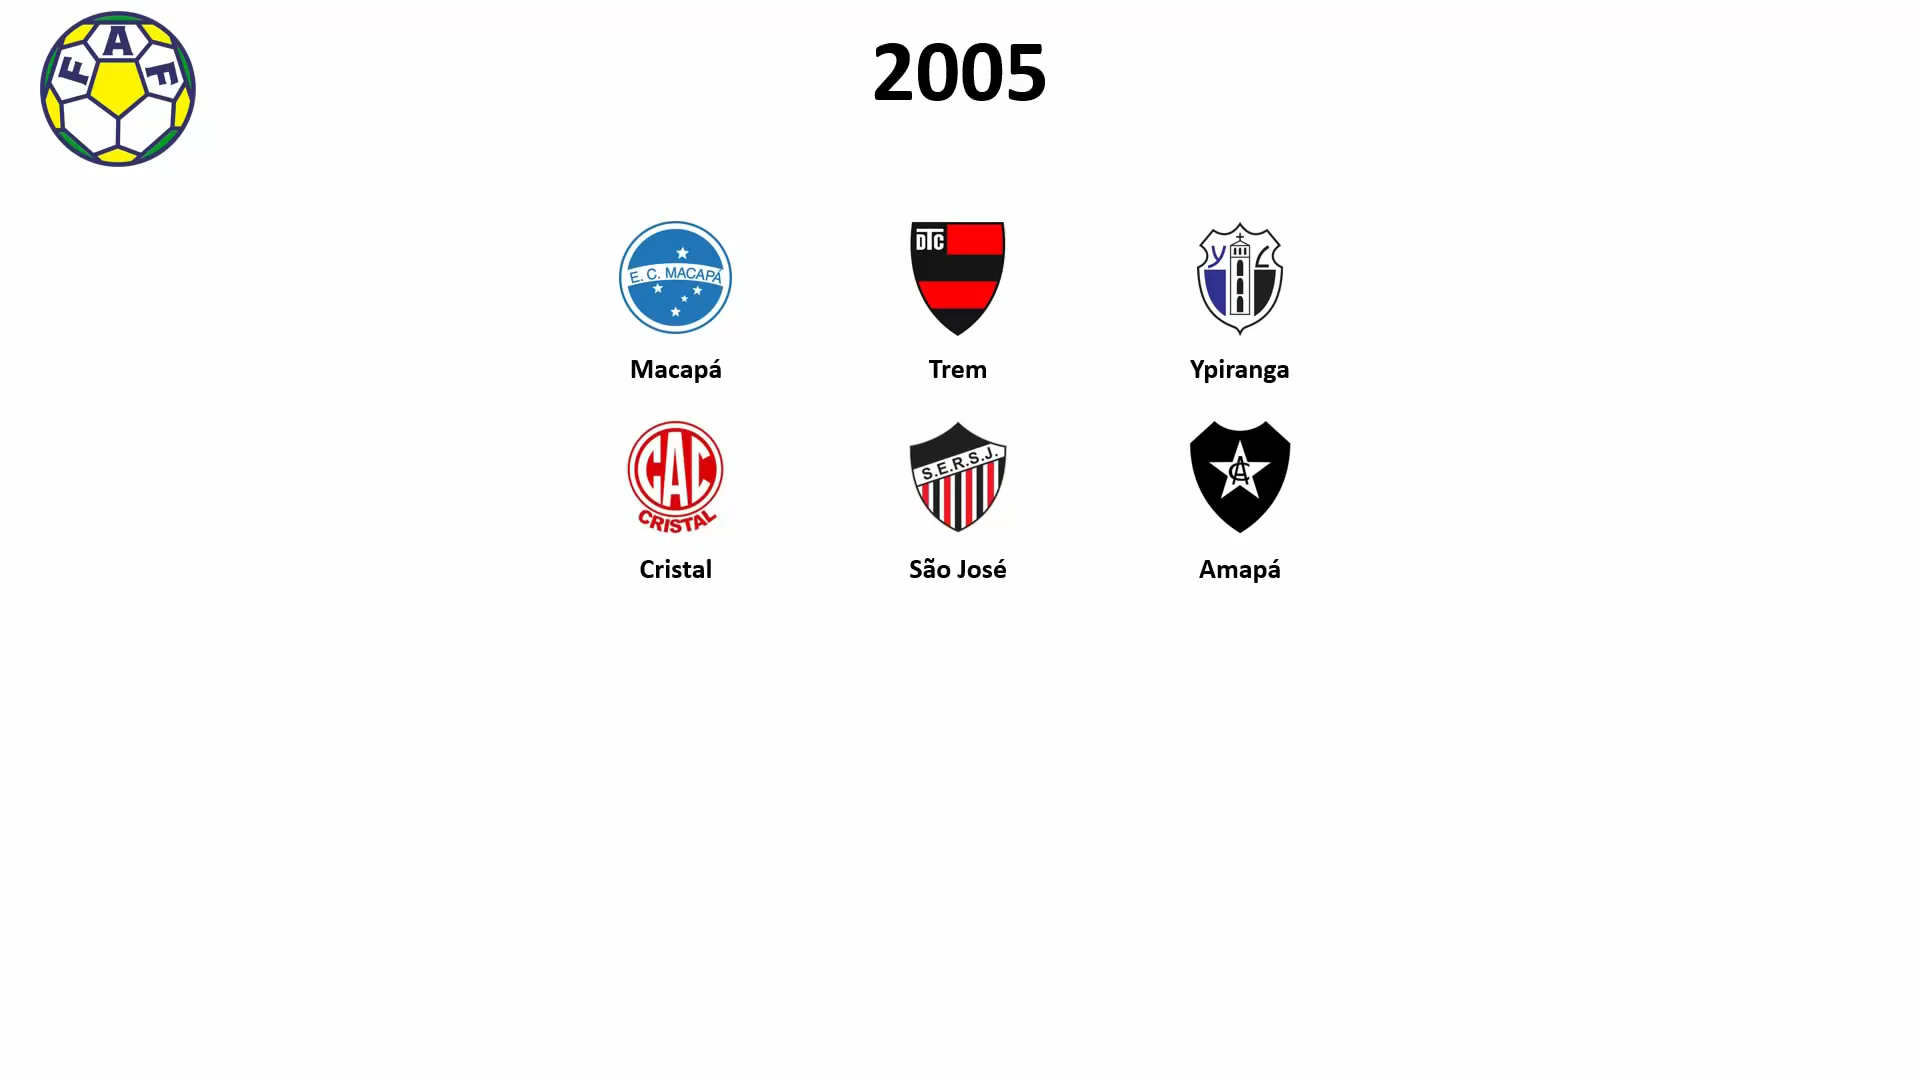 FAF
2005
E. C. MACAPÁ
DTC
Y C
Macapá
Trem
Ypiranga
CAC
CRISTAL
S.E.R.S.J.
AC
Cristal
São José
Amapá